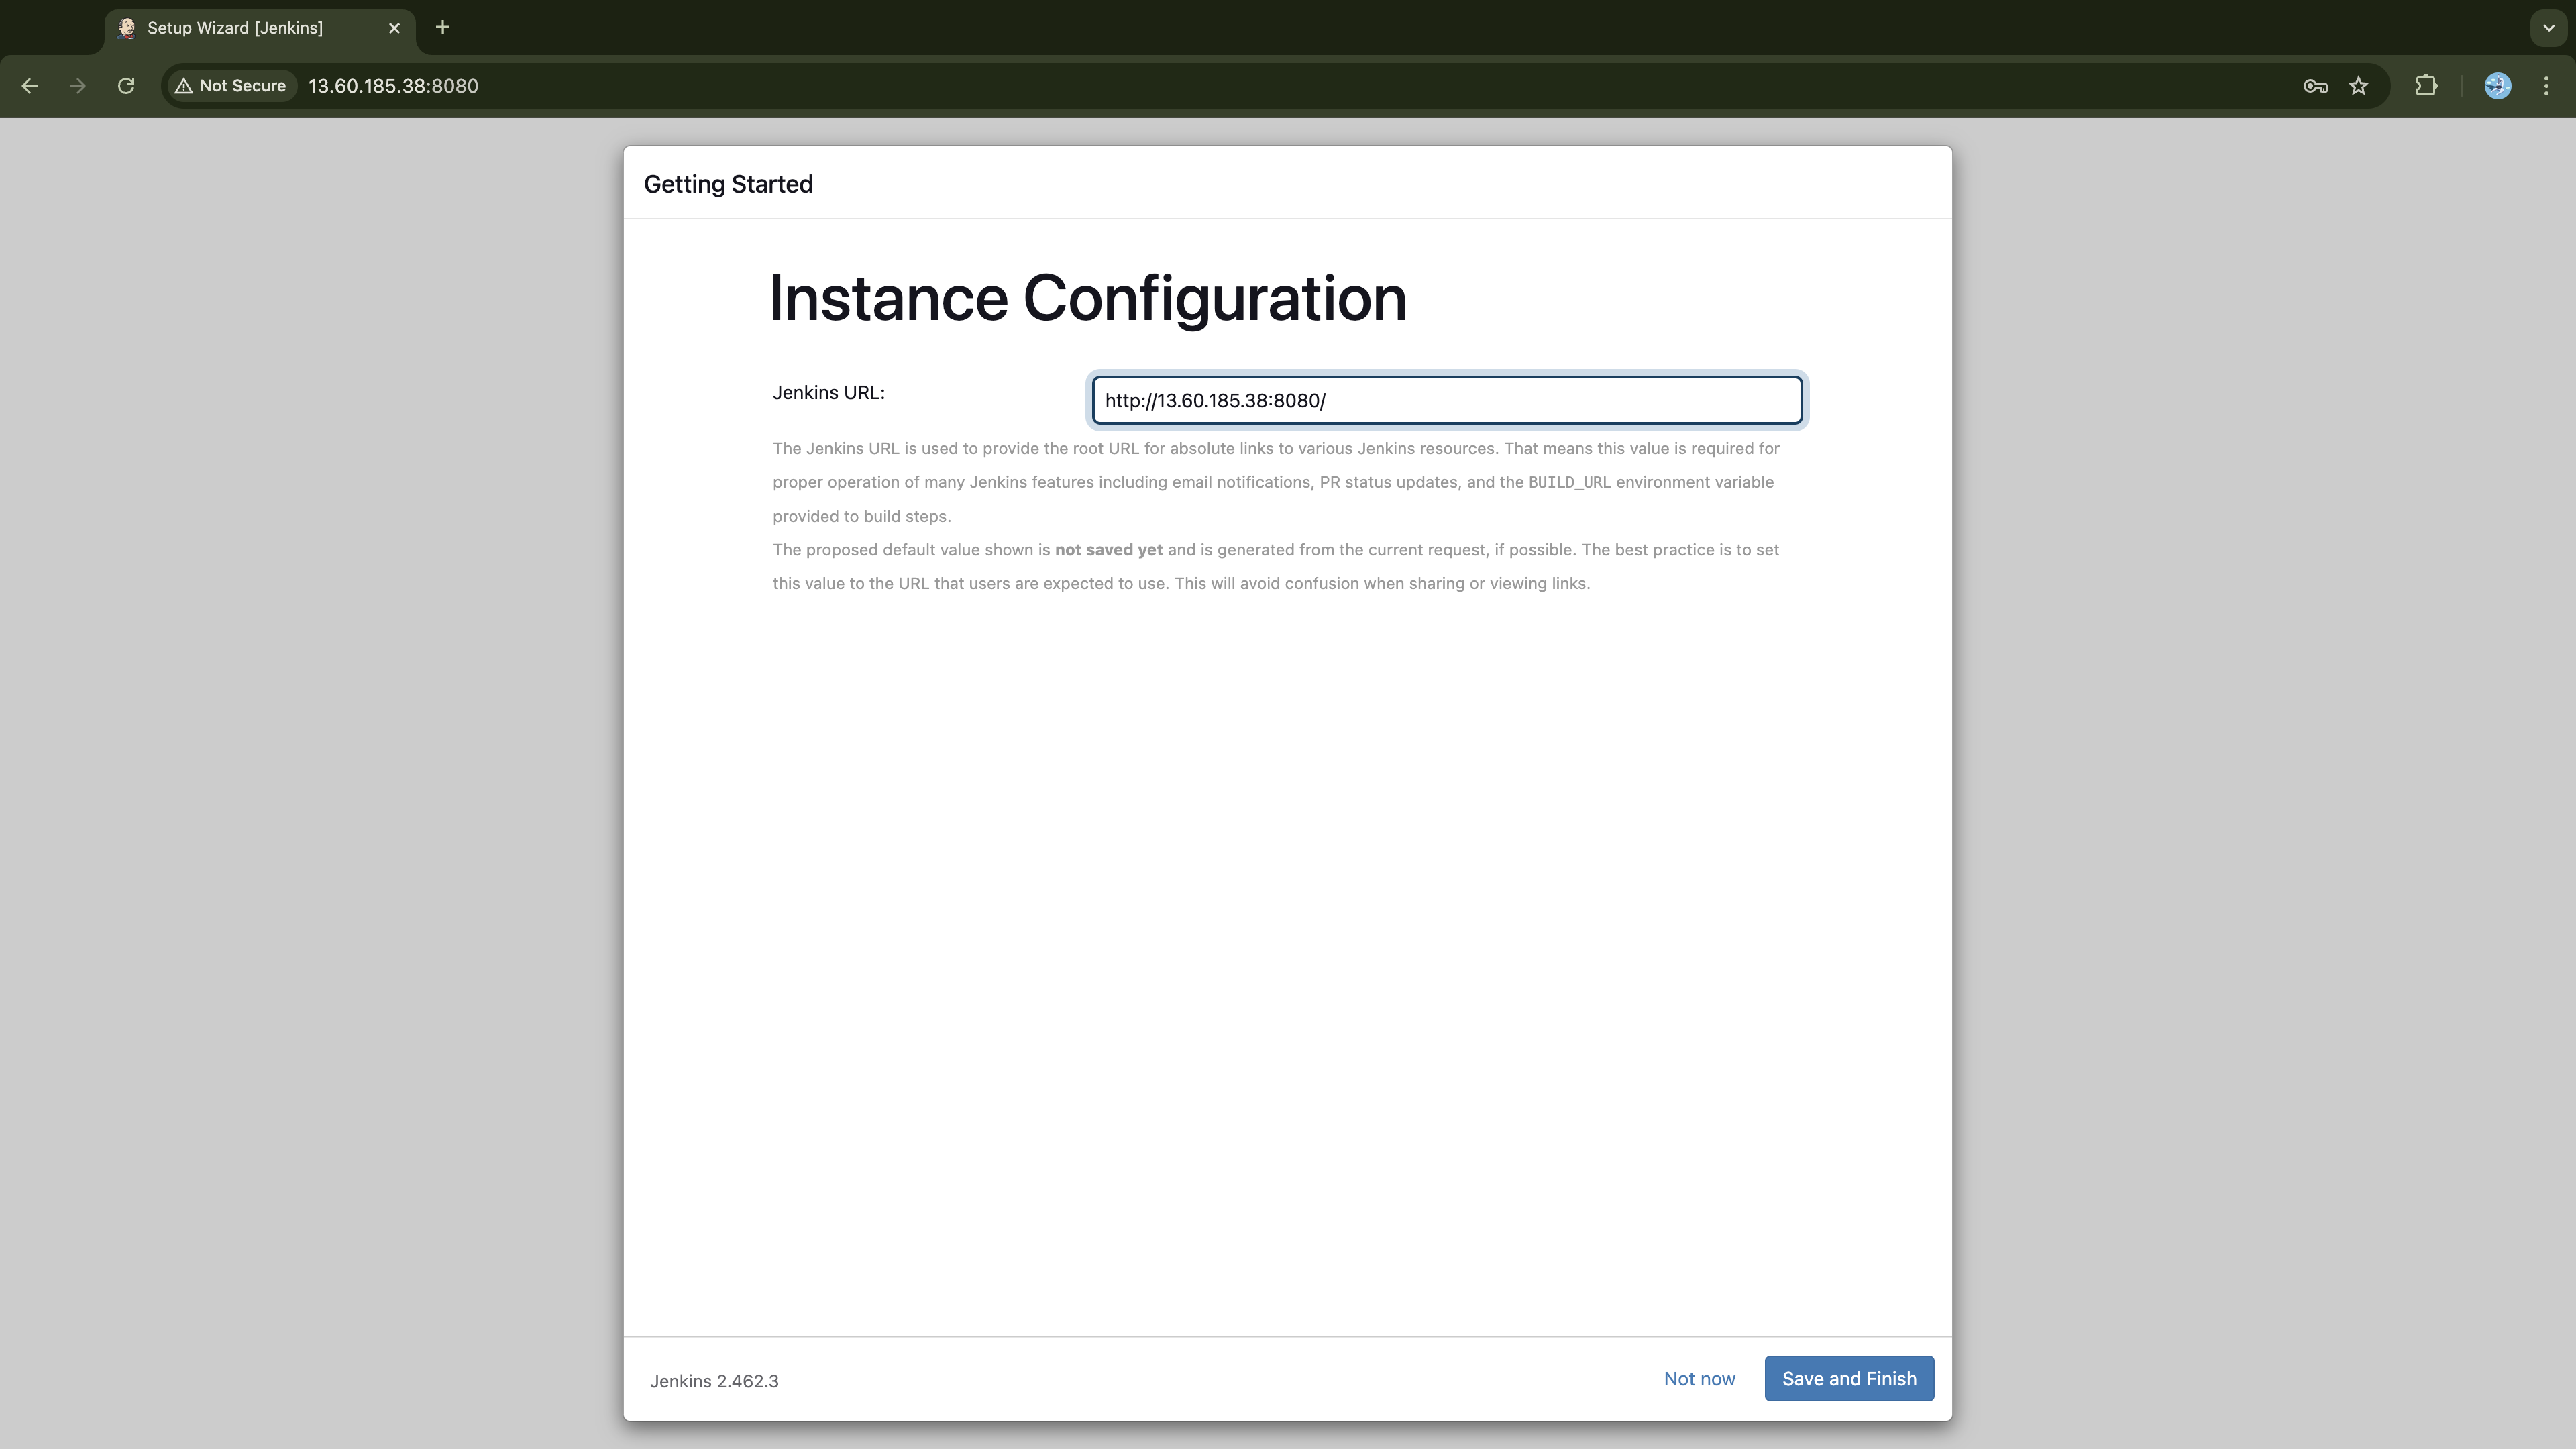 Setup Wizard [Jenkins]
Not Secure 13.60.185.38:8080
Getting Started
Instance Configuration
Jenkins URL: http://13.60.185.38:8080/
The Jenkins URL is used to provide the root URL for absolute links to various Jenkins resources. That means this value is required for
proper operation of many Jenkins features including email notifications, PR status updates, and the BUILD_URL environment variable
provided to build steps.
The proposed default value shown is not saved yet and is generated from the current request, if possible. The best practice is to set
this value to the URL that users are expected to use. This will avoid confusion when sharing or viewing links.
Jenkins 2.462.3 Not now Save and Finish